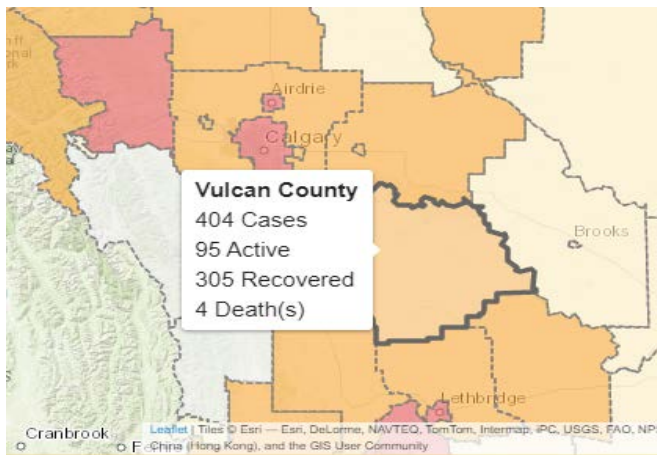 Airdrie
Calgary
Vulcan County
404 Cases
95 Active
305 Recovered
4 Death(s)
Brooks
Lethbridge
Cranbrook
Leaflet | Tiles © Esri — Esri, DeLorme, NAVTEQ, TomTom, Intermap, iPC, USGS, FAO, NP
China (Hong Kong), and the GIS User Community